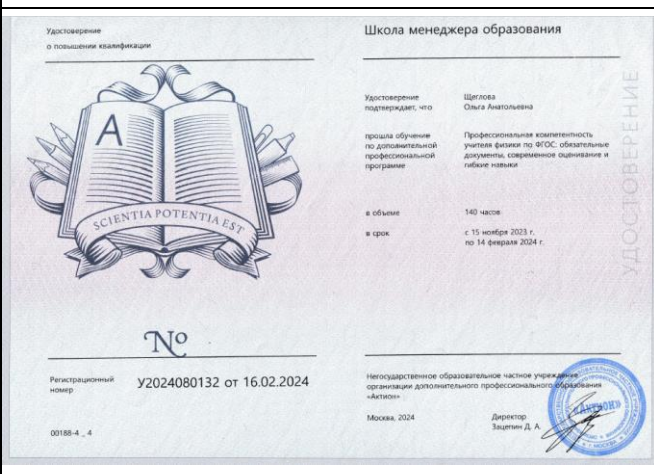 Удостоверение
о повышении квалификации
A
SCIENTIA POTENTIA EST
№
Регистрационный
номер
У2024080132 от 16.02.2024
00188-4 _ 4
Школа менеджера образования
Удостоверение
подтверждает, что
Щеглова
Ольга Анатольевна
прошла обучение
по дополнительной
профессиональной
программе
Профессиональная компетентность
учителя физики по ФГОС: обязательные
документы, современное оценивание и
гибкие навыки
в объеме
140 часов
в срок
с 15 ноября 2023 г.
по 14 февраля 2024 г.
УДОСТОВЕРЕНИЕ
Негосударственное образовательное частное учреждение
организации дополнительного профессионального образования
«Актион»
Москва, 2024
Директор
Зацепин Д. А.
«АКТИОН»